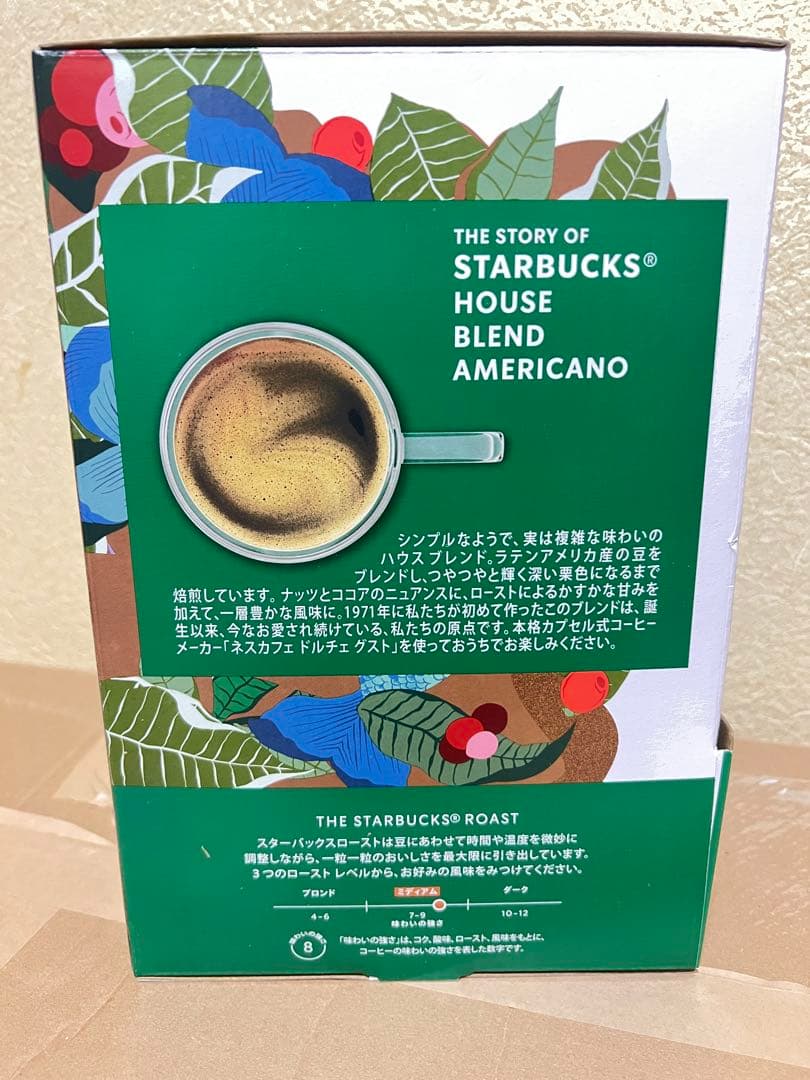 THE STORY OF
STARBUCKS®
HOUSE
BLEND
AMERICANO
シンプルなようで、実は複雑な味わいの
ハウス ブレンド。ラテンアメリカ産の豆を
ブレンドし、つやつやと輝く深い栗色になるまで
焙煎しています。ナッツとココアのニュアンスに、ローストによるかすかな甘みを
加えて、一層豊かな風味に。1971年に私たちが初めて作ったこのブレンドは、誕
生以来、今なお愛され続けている、私たちの原点です。本格カプセル式コーヒー
メーカー「ネスカフェ ドルチェ グスト」を使っておうちでお楽しみください。
THE STARBUCKS® ROAST
スターバックスローストは豆にあわせて時間や温度を微妙に
調整しながら、一粒一粒のおいしさを最大限に引き出しています。
3つのロースト レベルから、お好みの風味をみつけてください。
ブロンド ミディアム ダーク
4-6 7-9 10-12
味わいの強さ
味わいの強さ
8
「味わいの強さ」は、コク、酸味、ロースト、風味をもとに、
コーヒーの味わいの強さを表した数字です。